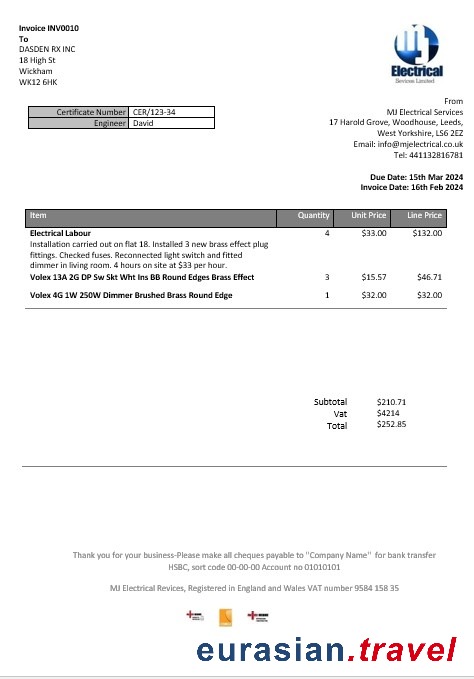 Invoice INV0010
To
DASDEN RX INC
18 High St
Wickham
WK12 6HK
Electrical
Services Limited
Certificate Number CER/123-34
Engineer David
From
MJ Electrical Services
17 Harold Grove, Woodhouse, Leeds,
West Yorkshire, LS6 2EZ
Email: info@mjelectrical.co.uk
Tel: 441132816781
Due Date: 15th Mar 2024
Invoice Date: 16th Feb 2024
Item Quantity Unit Price Line Price
Electrical Labour 4 $33.00 $132.00
Installation carried out on flat 18. Installed 3 new brass effect plug
fittings. Checked fuses. Reconnected light switch and fitted
dimmer in living room. 4 hours on site at $33 per hour.
Volex 13A 2G DP Sw Skt Wht Ins BB Round Edges Brass Effect 3 $15.57 $46.71
Volex 4G 1W 250W Dimmer Brushed Brass Round Edge 1 $32.00 $32.00
Subtotal $210.71
Vat $4214
Total $252.85
Thank you for your business-Please make all cheques payable to "Company Name" for bank transfer
HSBC, sort code 00-00-00 Account no 01010101
MJ Electrical Revices, Registered in England and Wales VAT number 9584 158 35
eurasian.travel